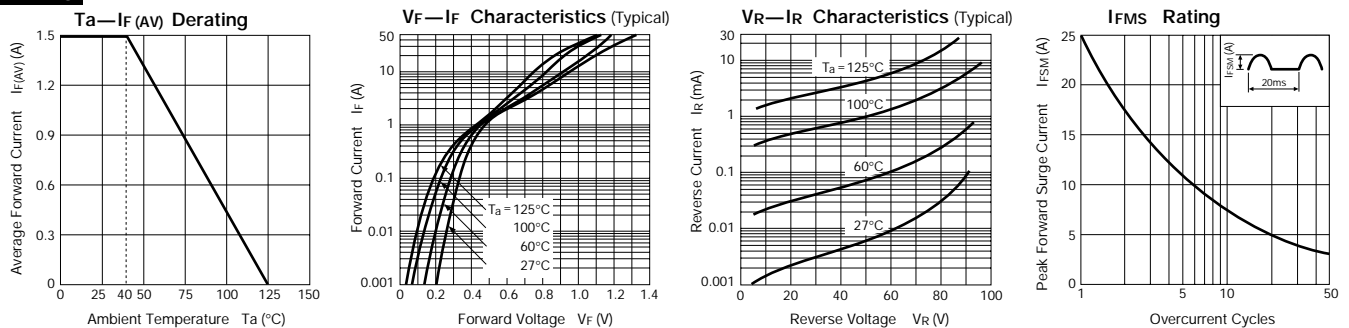 Ta—IF (AV) Derating
Average Forward Current IF(AV) (A)
1.5
1.2
0.9
0.6
0.3
0
0 25 40 50 75 100 125 150
Ambient Temperature Ta (°C)
VF—IF Characteristics (Typical)
Forward Current IF (A)
50
10
1
0.1
0.01
0.001
Ta = 125°C
100°C
60°C
27°C
0 0.2 0.4 0.6 0.8 1.0 1.2 1.4
Forward Voltage VF (V)
VR—IR Characteristics (Typical)
Reverse Current IR (mA)
30
10
1
0.1
0.01
0.001
Ta = 125°C
100°C
60°C
27°C
0 20 40 60 80 100
Reverse Voltage VR (V)
IFMS Rating
Peak Forward Surge Current IFSM (A)
25
20
15
10
5
0
IFSM (A)
20ms
1 5 10 50
Overcurrent Cycles